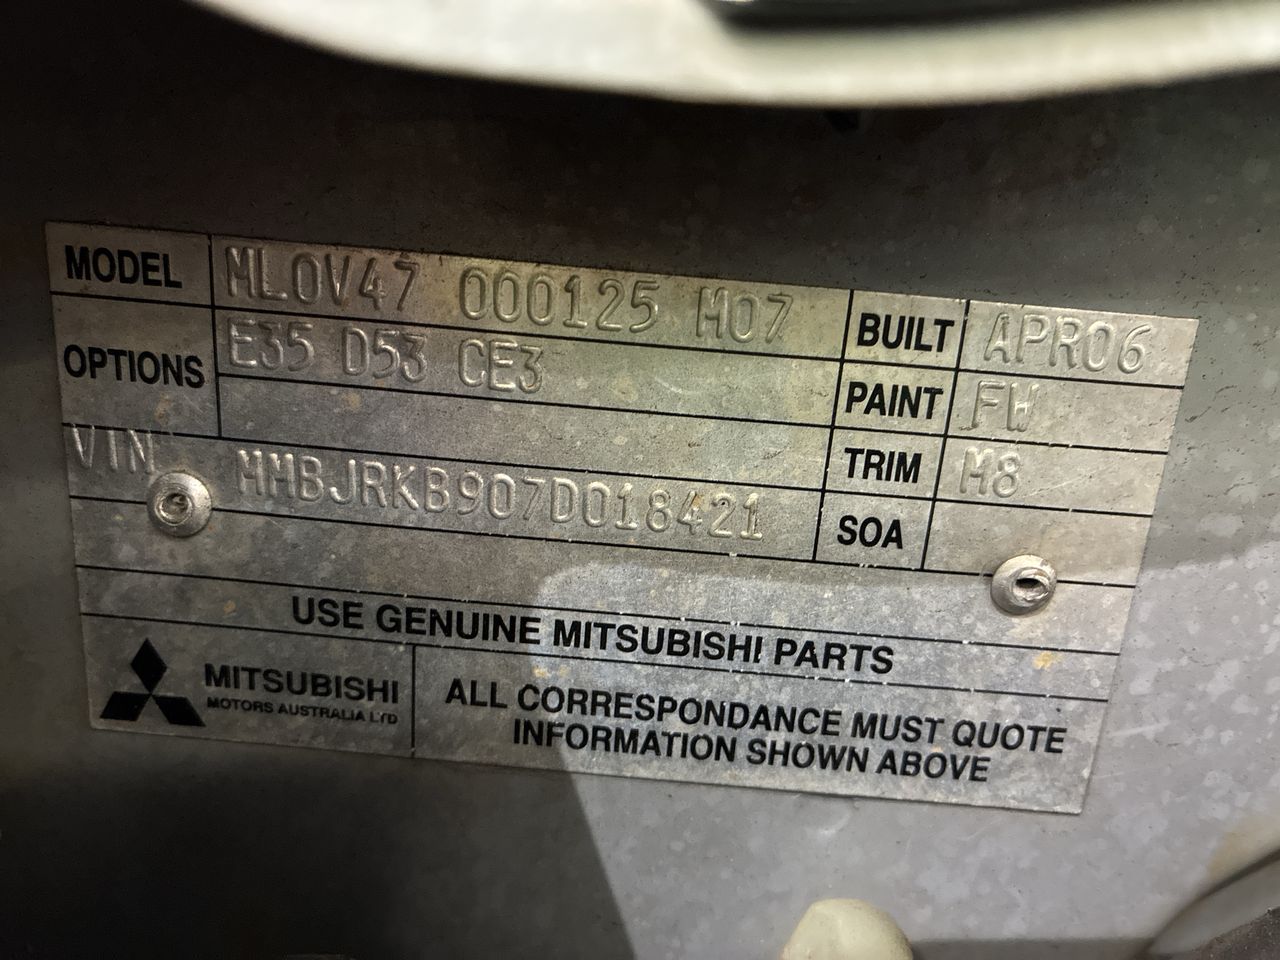 MODEL ML0V47 000125 M07 BUILT APR06
OPTIONS E35 D53 CE3 PAINT FW
TRIM M8
VIN MMBJRKB907D018421 SOA
USE GENUINE MITSUBISHI PARTS
MITSUBISHI
MOTORS AUSTRALIA LTD
ALL CORRESPONDANCE MUST QUOTE
INFORMATION SHOWN ABOVE